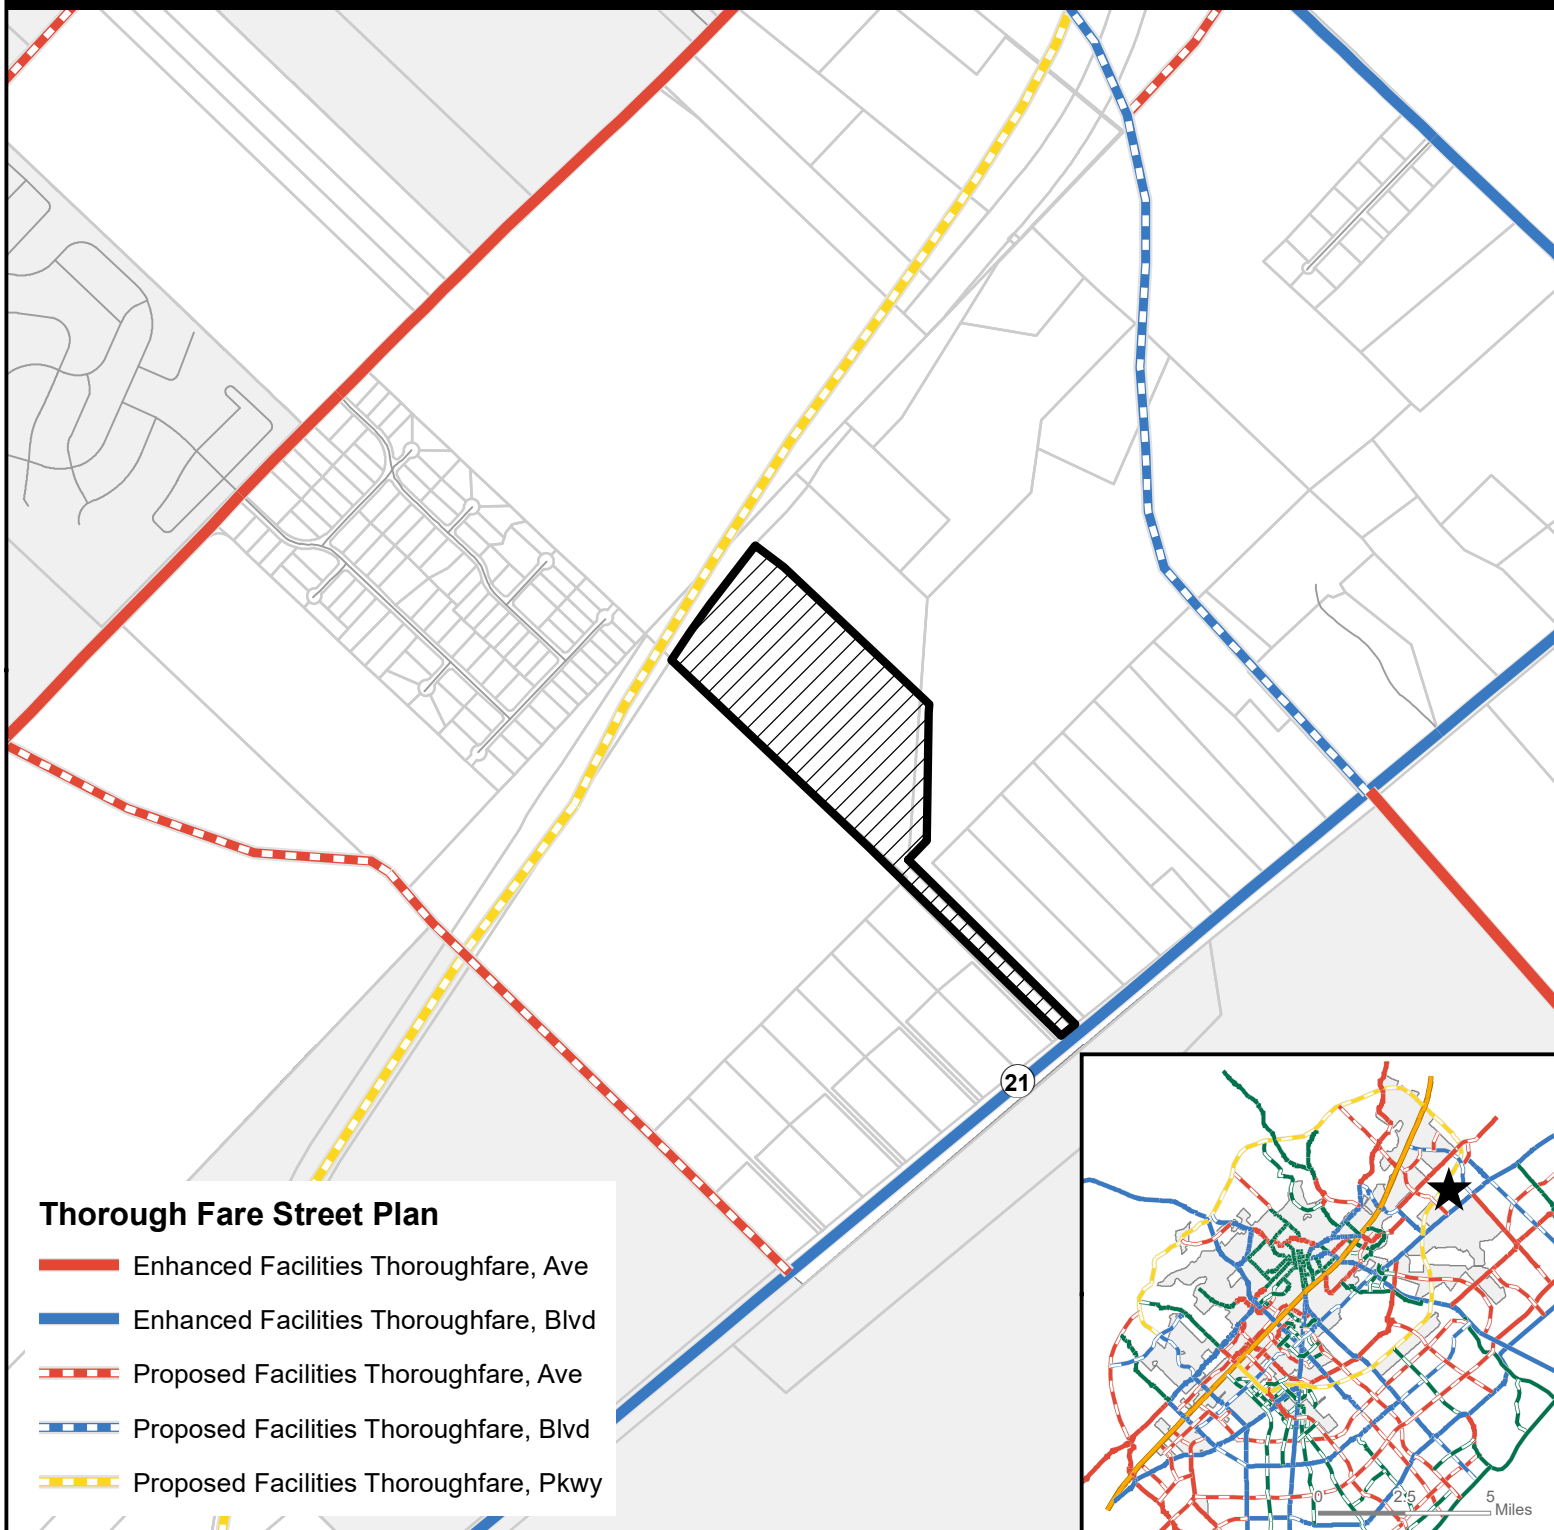 21
Thorough Fare Street Plan
Enhanced Facilities Thoroughfare, Ave
Enhanced Facilities Thoroughfare, Blvd
Proposed Facilities Thoroughfare, Ave
Proposed Facilities Thoroughfare, Blvd
Proposed Facilities Thoroughfare, Pkwy
0 2.5 5
Miles